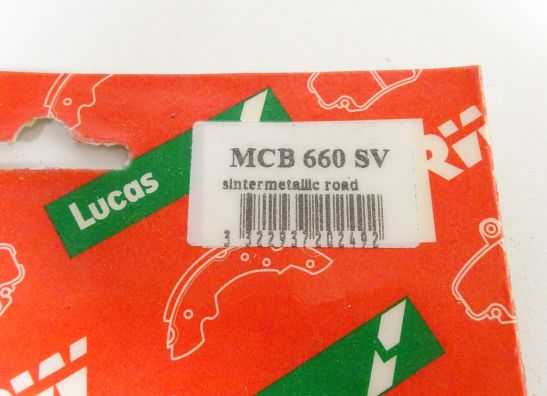 MCB 660 SV
sintermetallic road
3 322937 202492
Lucas